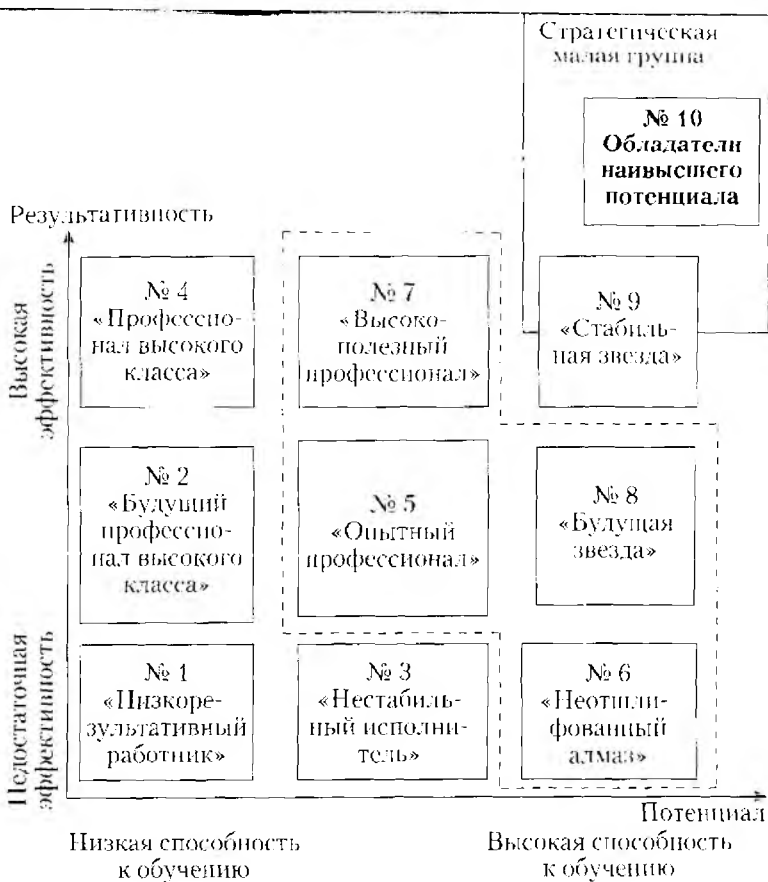 Стратегическая
малая группа
№ 10
Обладатели
наивысшего
потенциала
Результативность
Высокая
эффективность
№ 4
«Профессио-
нал высокого
класса»
№ 7
«Высоко-
полезный
профессионал»
№ 9
«Стабиль-
ная звезда»
№ 2
«Будущий
профессио-
нал высокого
класса»
№ 5
«Опытный
профессионал»
№ 8
«Будущая
звезда»
Недостаточная
эффективность
№ 1
«Низкоре-
зультативный
работник»
№ 3
«Нестабиль-
ный исполни-
тель»
№ 6
«Неотшли-
фованный
алмаз»
Потенциал
Низкая способность
к обучению
Высокая способность
к обучению